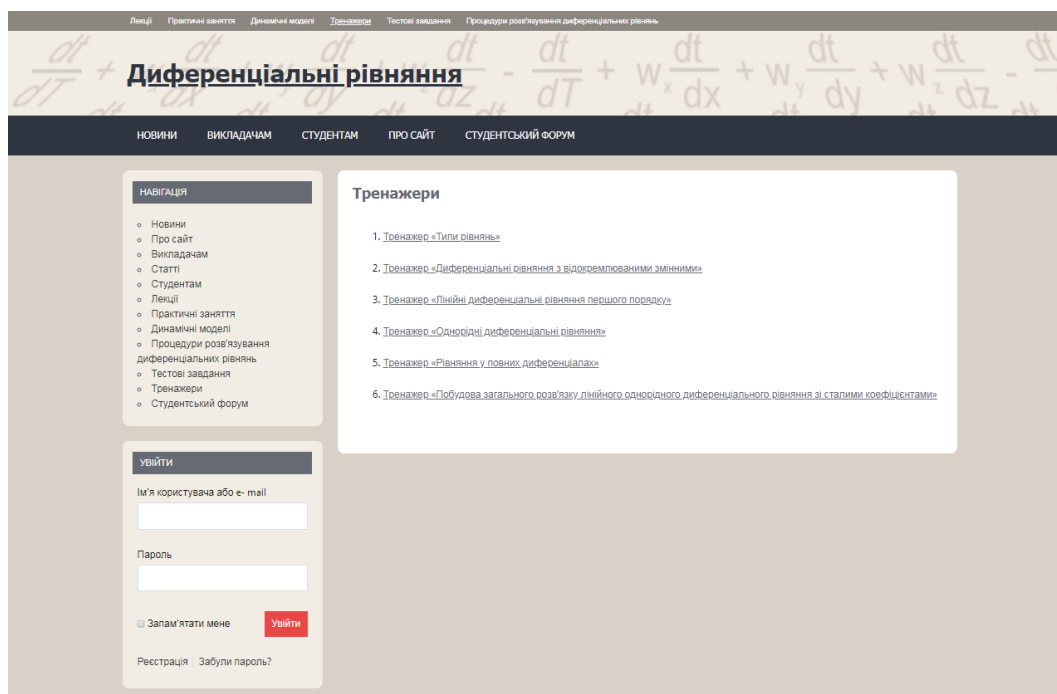 Лекції Практичні заняття Динамічні моделі Тренажери Тестові завдання Процедури розв'язування диференціальних рівнянь
Диференціальні рівняння
НОВИНИ ВИКЛАДАЧАМ СТУДЕНТАМ ПРО САЙТ СТУДЕНТСЬКИЙ ФОРУМ
НАВІГАЦІЯ
Новини
Про сайт
Викладачам
Статті
Студентам
Лекції
Практичні заняття
Динамічні моделі
Процедури розв'язування
диференціальних рівнянь
Тестові завдання
Тренажери
Студентський форум
УВІЙТИ
Ім'я користувача або e- mail
Пароль
Запам'ятати мене Увійти
Реєстрація | Забули пароль?
Тренажери
1. Тренажер «Типи рівнянь»
2. Тренажер «Диференціальні рівняння з відокремлюваними змінними»
3. Тренажер «Лінійні диференціальні рівняння першого порядку»
4. Тренажер «Однорідні диференціальні рівняння»
5. Тренажер «Рівняння у повних диференціалах»
6. Тренажер «Побудова загального розв'язку лінійного однорідного диференціального рівняння зі сталими коефіцієнтами»